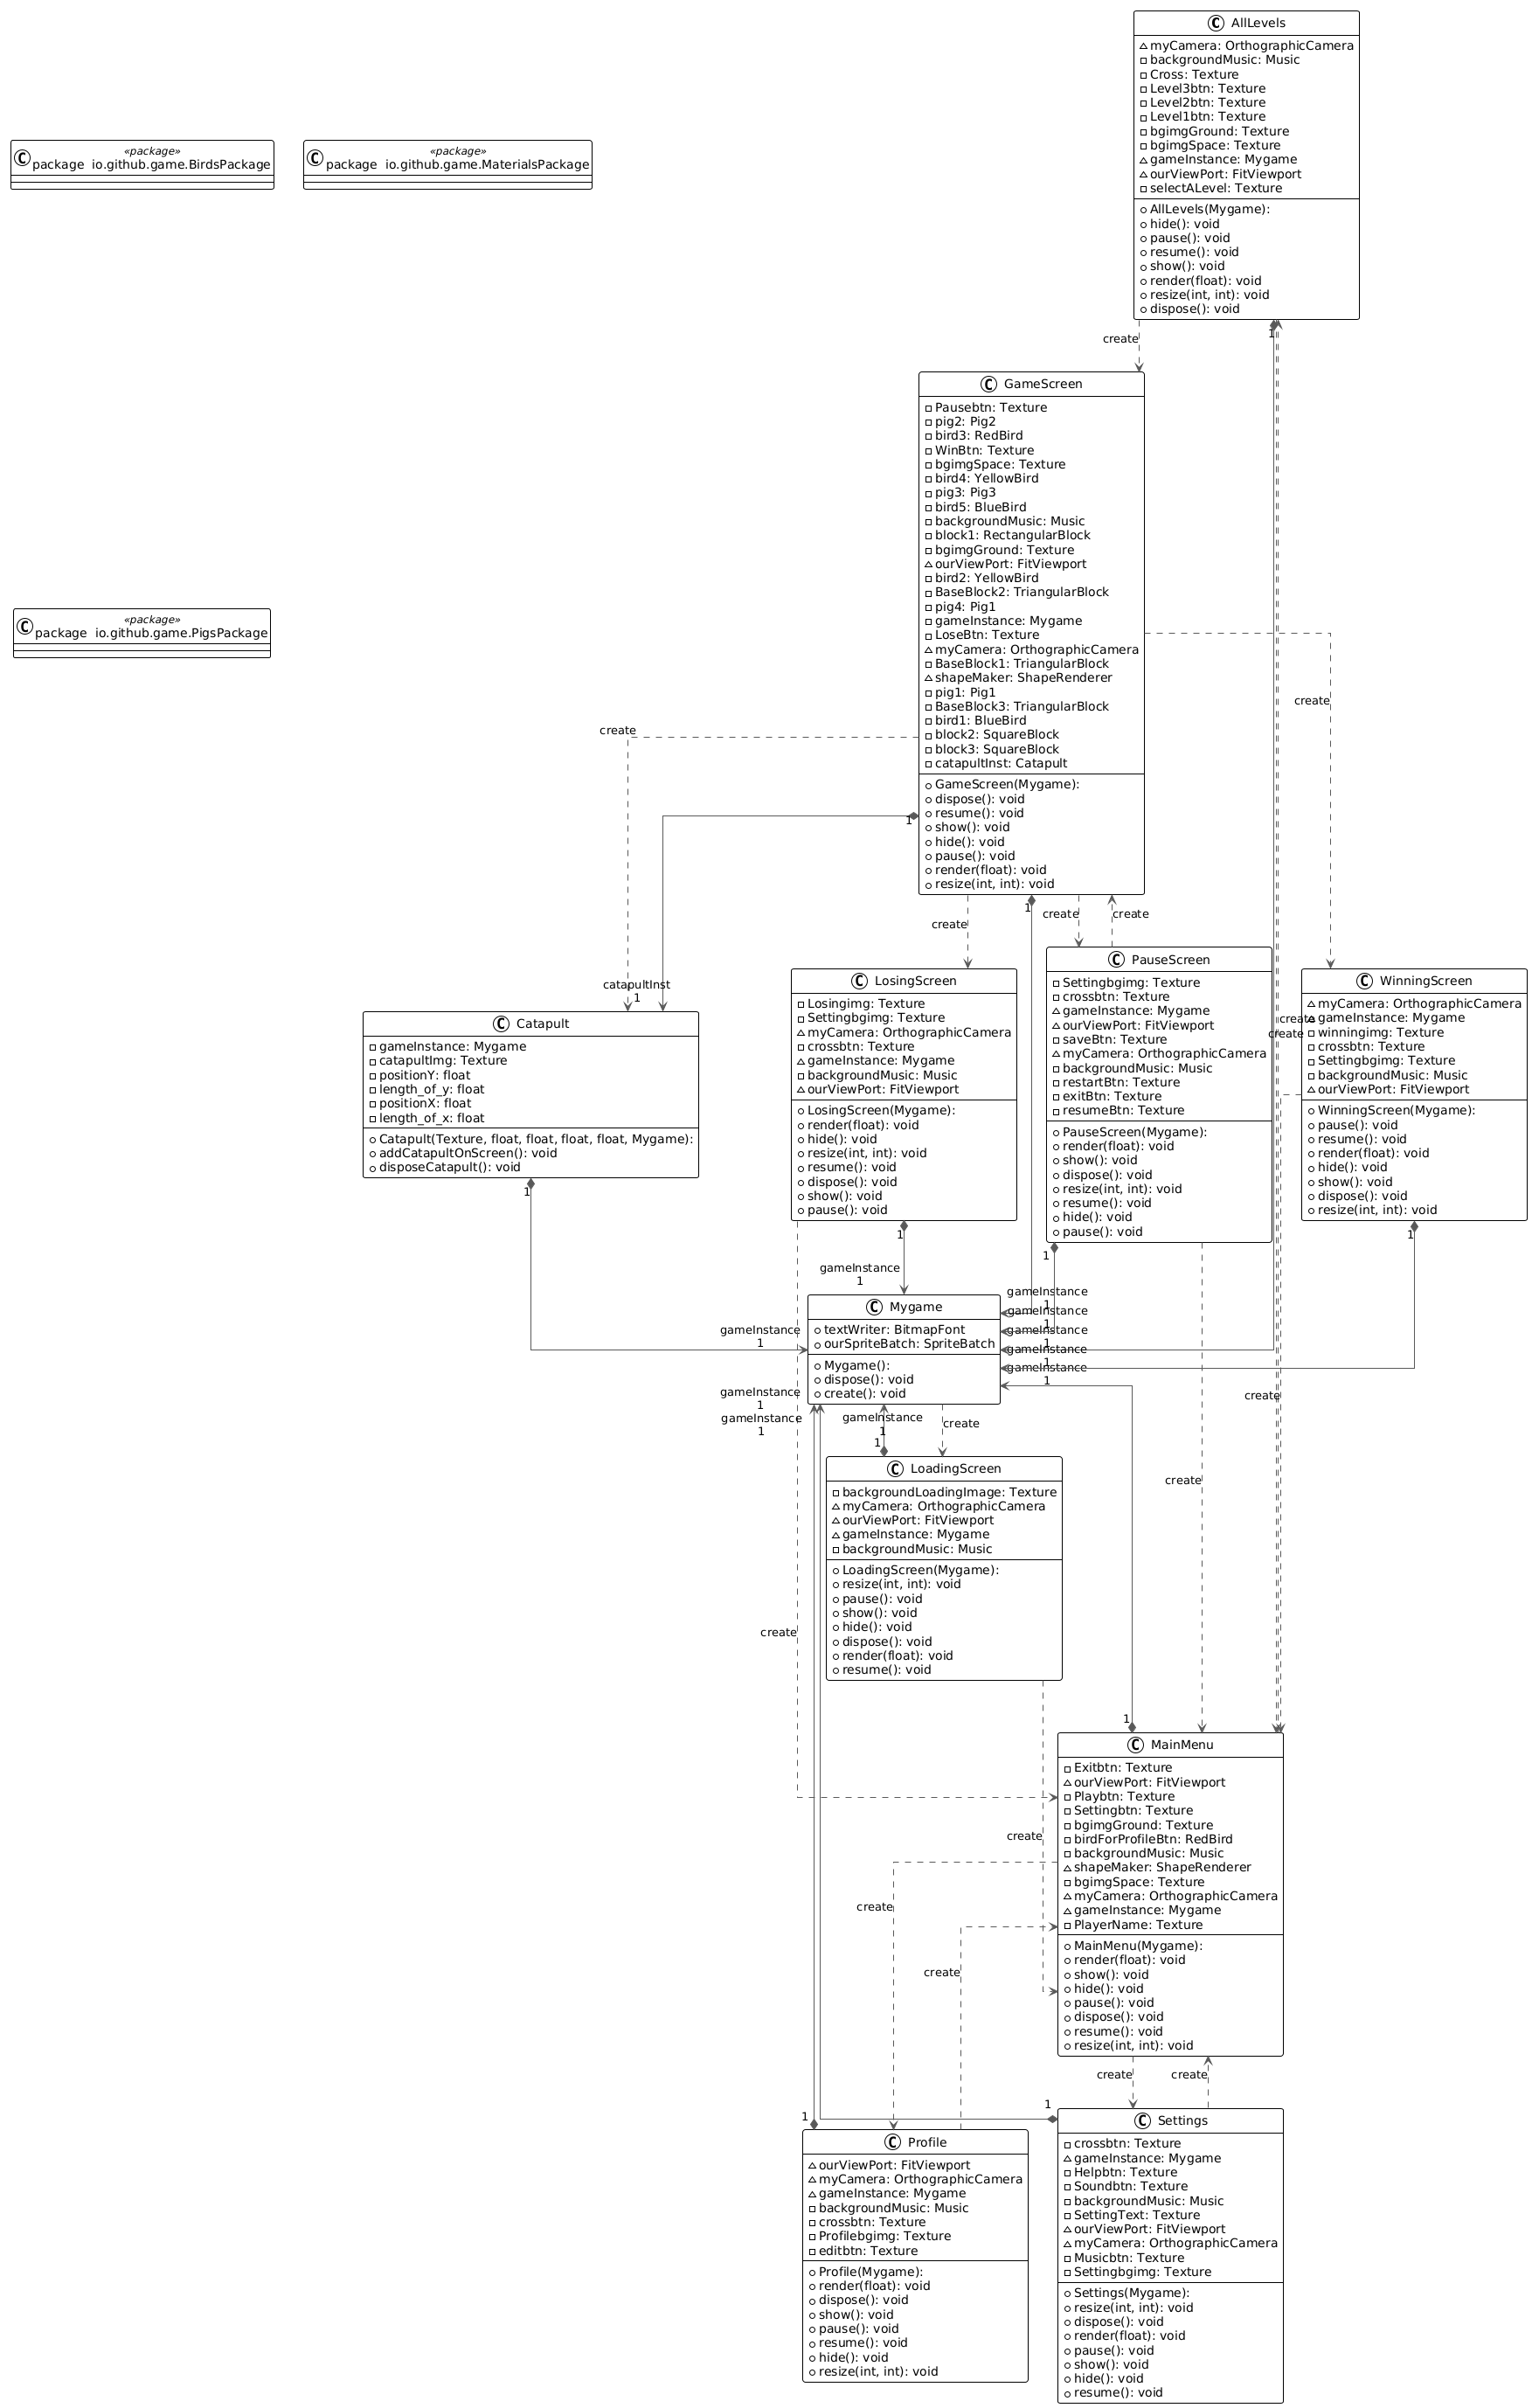 C AllLevels
myCamera: OrthographicCamera
backgroundMusic: Music
Cross: Texture
Level3btn: Texture
Level2btn: Texture
Level1btn: Texture
bgimgGround: Texture
bgimgSpace: Texture
gameInstance: Mygame
ourViewPort: FitViewport
selectALevel: Texture
AllLevels(Mygame):
hide(): void
pause(): void
resume(): void
show(): void
render(float): void
resize(int, int): void
dispose(): void
«package»
C package io.github.game.BirdsPackage
«package»
C package io.github.game.MaterialsPackage
create
1
C GameScreen
Pausebtn: Texture
pig2: Pig2
bird3: RedBird
WinBtn: Texture
bgimgSpace: Texture
bird4: YellowBird
pig3: Pig3
bird5: BlueBird
backgroundMusic: Music
block1: RectangularBlock
bgimgGround: Texture
ourViewPort: FitViewport
bird2: YellowBird
BaseBlock2: TriangularBlock
pig4: Pig1
gameInstance: Mygame
LoseBtn: Texture
myCamera: OrthographicCamera
BaseBlock1: TriangularBlock
shapeMaker: ShapeRenderer
pig1: Pig1
BaseBlock3: TriangularBlock
bird1: BlueBird
block2: SquareBlock
block3: SquareBlock
catapultInst: Catapult
GameScreen(Mygame):
dispose(): void
resume(): void
show(): void
hide(): void
pause(): void
render(float): void
resize(int, int): void
«package»
C package io.github.game.PigsPackage
create
create
1
create
1
create
create
catapultInst
1
C Catapult
gameInstance: Mygame
catapultImg: Texture
positionY: float
length_of_y: float
positionX: float
length_of_x: float
Catapult(Texture, float, float, float, float, Mygame):
addCatapultOnScreen(): void
disposeCatapult(): void
1
C LosingScreen
Losingimg: Texture
Settingbgimg: Texture
myCamera: OrthographicCamera
crossbtn: Texture
gameInstance: Mygame
backgroundMusic: Music
ourViewPort: FitViewport
LosingScreen(Mygame):
render(float): void
hide(): void
resize(int, int): void
resume(): void
dispose(): void
show(): void
pause(): void
1
C PauseScreen
Settingbgimg: Texture
crossbtn: Texture
gameInstance: Mygame
ourViewPort: FitViewport
saveBtn: Texture
myCamera: OrthographicCamera
backgroundMusic: Music
restartBtn: Texture
exitBtn: Texture
resumeBtn: Texture
PauseScreen(Mygame):
render(float): void
show(): void
dispose(): void
resize(int, int): void
resume(): void
hide(): void
pause(): void
1
create
create
C WinningScreen
myCamera: OrthographicCamera
gameInstance: Mygame
winningimg: Texture
crossbtn: Texture
Settingbgimg: Texture
backgroundMusic: Music
ourViewPort: FitViewport
WinningScreen(Mygame):
pause(): void
resume(): void
render(float): void
hide(): void
show(): void
dispose(): void
resize(int, int): void
1
gameInstance
1
gameInstance
1
gameInstance
1
gameInstance
1
gameInstance
1
gameInstance
1
gameInstance
1
C Mygame
textWriter: BitmapFont
ourSpriteBatch: SpriteBatch
Mygame():
dispose(): void
create(): void
gameInstance
1
gameInstance
1
gameInstance
1
1
create
create
create
create
C LoadingScreen
backgroundLoadingImage: Texture
myCamera: OrthographicCamera
ourViewPort: FitViewport
gameInstance: Mygame
backgroundMusic: Music
LoadingScreen(Mygame):
resize(int, int): void
pause(): void
show(): void
hide(): void
dispose(): void
render(float): void
resume(): void
1
create
C MainMenu
Exitbtn: Texture
ourViewPort: FitViewport
Playbtn: Texture
Settingbtn: Texture
bgimgGround: Texture
birdForProfileBtn: RedBird
backgroundMusic: Music
shapeMaker: ShapeRenderer
bgimgSpace: Texture
myCamera: OrthographicCamera
gameInstance: Mygame
PlayerName: Texture
MainMenu(Mygame):
render(float): void
show(): void
hide(): void
pause(): void
dispose(): void
resume(): void
resize(int, int): void
create
create
create
create
1
1
C Profile
ourViewPort: FitViewport
myCamera: OrthographicCamera
gameInstance: Mygame
backgroundMusic: Music
crossbtn: Texture
Profilebgimg: Texture
editbtn: Texture
Profile(Mygame):
render(float): void
dispose(): void
show(): void
pause(): void
resume(): void
hide(): void
resize(int, int): void
C Settings
crossbtn: Texture
gameInstance: Mygame
Helpbtn: Texture
Soundbtn: Texture
backgroundMusic: Music
SettingText: Texture
ourViewPort: FitViewport
myCamera: OrthographicCamera
Musicbtn: Texture
Settingbgimg: Texture
Settings(Mygame):
resize(int, int): void
dispose(): void
render(float): void
pause(): void
show(): void
hide(): void
resume(): void